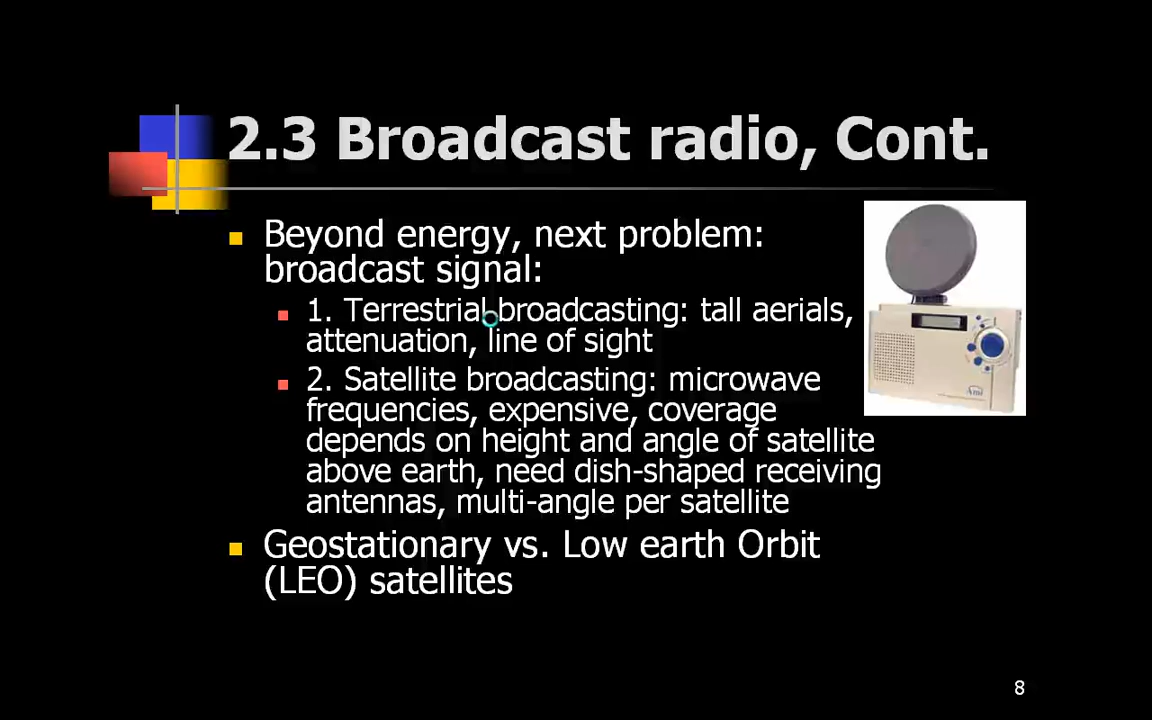 2.3 Broadcast radio, Cont.
Beyond energy, next problem:
broadcast signal:
1. Terrestrial broadcasting: tall aerials,
attenuation, line of sight
2. Satellite broadcasting: microwave
frequencies, expensive, coverage
depends on height and angle of satellite
above earth, need dish-shaped receiving
antennas, multi-angle per satellite
Geostationary vs. Low earth Orbit
(LEO) satellites
8